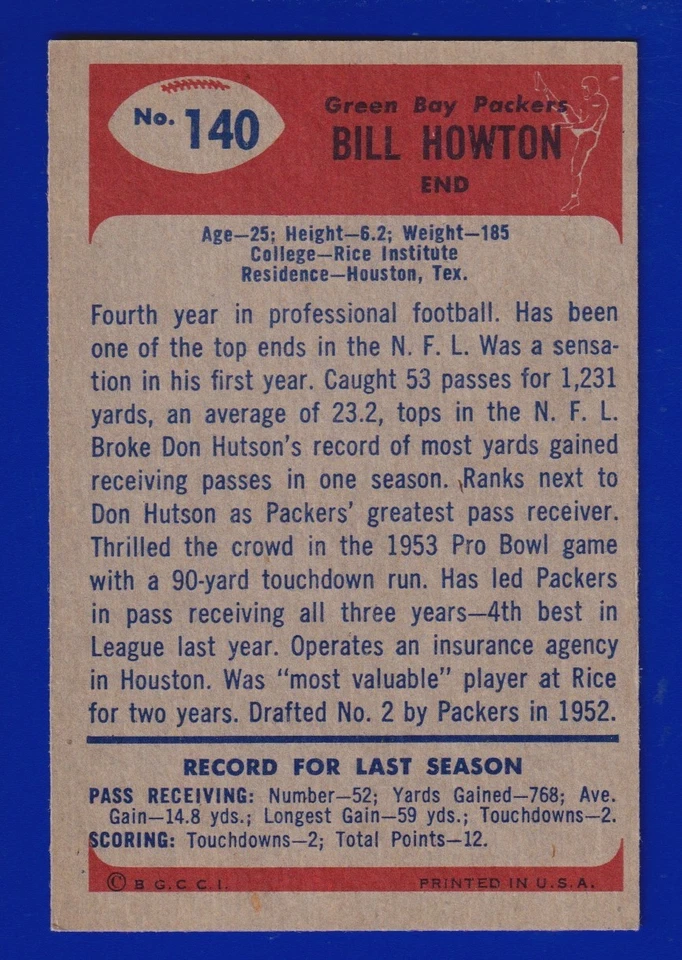 No. 140
Green Bay Packers
BILL HOWTON
END
Age—25; Height—6.2; Weight—185
College—Rice Institute
Residence—Houston, Tex.
Fourth year in professional football. Has been
one of the top ends in the N. F. L. Was a sensa-
tion in his first year. Caught 53 passes for 1,231
yards, an average of 23.2, tops in the N. F. L.
Broke Don Hutson's record of most yards gained
receiving passes in one season. Ranks next to
Don Hutson as Packers' greatest pass receiver.
Thrilled the crowd in the 1953 Pro Bowl game
with a 90-yard touchdown run. Has led Packers
in pass receiving all three years—4th best in
League last year. Operates an insurance agency
in Houston. Was "most valuable" player at Rice
for two years. Drafted No. 2 by Packers in 1952.
RECORD FOR LAST SEASON
PASS RECEIVING: Number—52; Yards Gained—768; Ave.
Gain—14.8 yds.; Longest Gain—59 yds.; Touchdowns—2.
SCORING: Touchdowns—2; Total Points—12.
© B G. C C. I. PRINTED IN U. S. A.